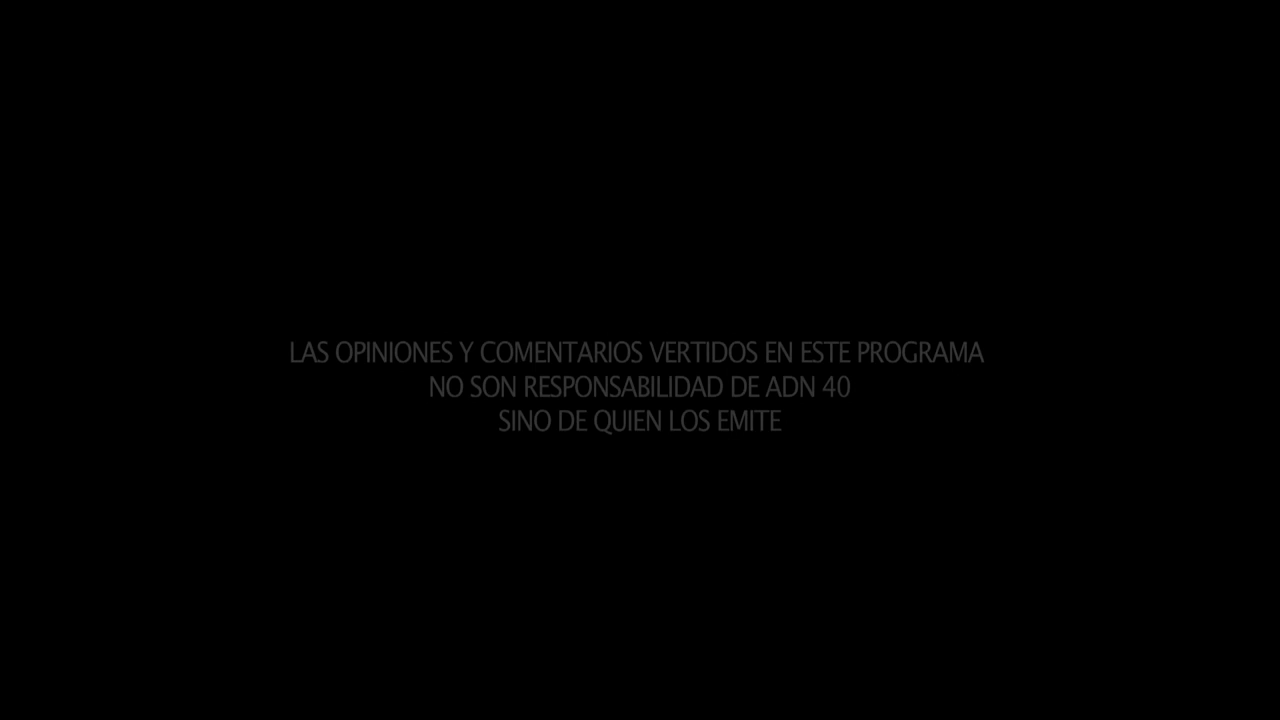 LAS OPINIONES Y COMENTARIOS VERTIDOS EN ESTE PROGRAMA
NO SON RESPONSABILIDAD DE ADN 40
SINO DE QUIEN LOS EMITE